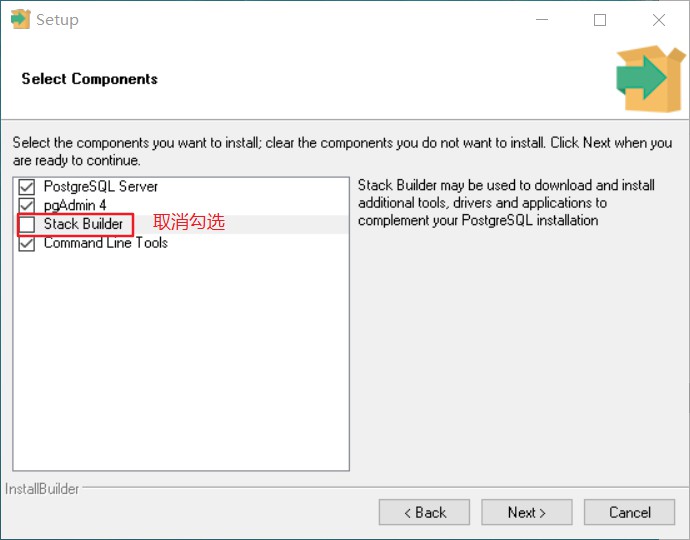 Setup
Select Components
Select the components you want to install; clear the components you do not want to install. Click Next when you
are ready to continue.
PostgreSQL Server
pgAdmin 4
Stack Builder 取消勾选
Command Line Tools
Stack Builder may be used to download and install
additional tools, drivers and applications to
complement your PostgreSQL installation
InstallBuilder
< Back
Next >
Cancel